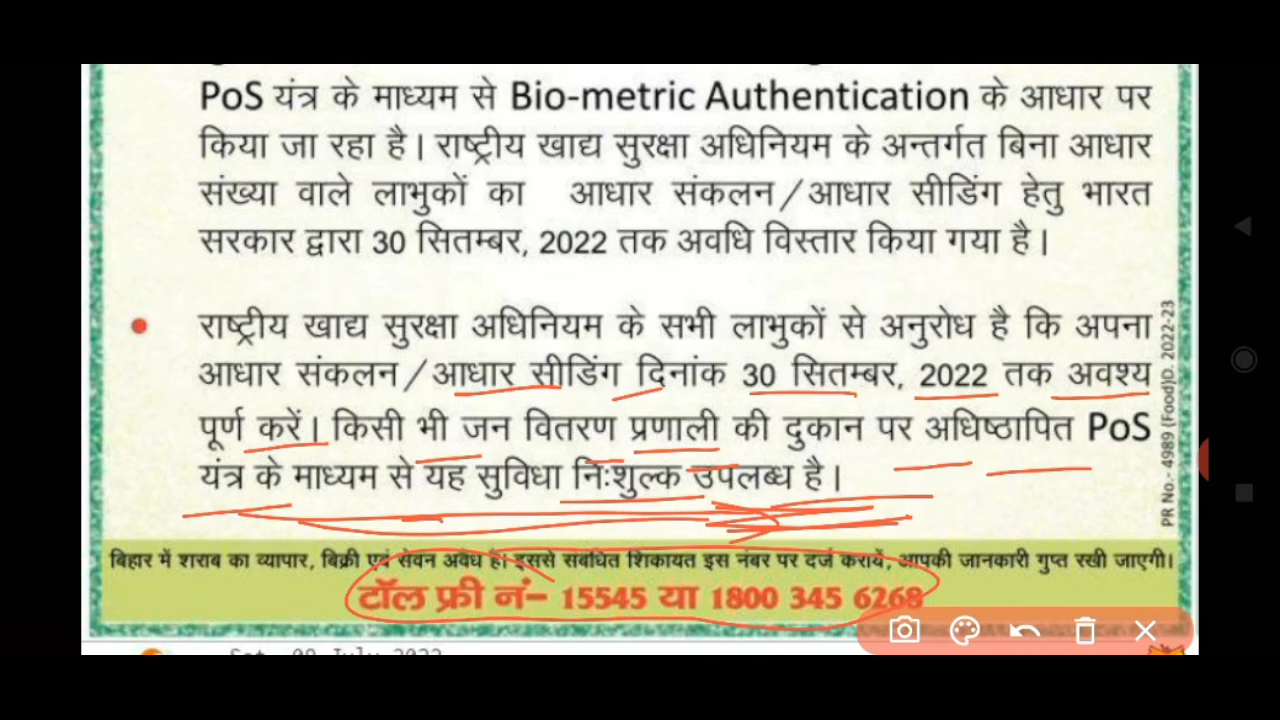 PoS यंत्र के माध्यम से Bio-metric Authentication के आधार पर
किया जा रहा है। राष्ट्रीय खाद्य सुरक्षा अधिनियम के अन्तर्गत बिना आधार
संख्या वाले लाभुकों का आधार संकलन/आधार सीडिंग हेतु भारत
सरकार द्वारा 30 सितम्बर, 2022 तक अवधि विस्तार किया गया है।
राष्ट्रीय खाद्य सुरक्षा अधिनियम के सभी लाभुकों से अनुरोध है कि अपना
आधार संकलन/आधार सीडिंग दिनांक 30 सितम्बर, 2022 तक अवश्य
पूर्ण करें। किसी भी जन वितरण प्रणाली की दुकान पर अधिष्ठापित PoS
यंत्र के माध्यम से यह सुविधा निःशुल्क उपलब्ध है।
PR No.- 4989 (Food)D. 2022-23
बिहार में शराब का व्यापार, बिक्री एवं सेवन अवैध है। इससे संबंधित शिकायत इस नंबर पर दर्ज करायें, आपकी जानकारी गुप्त रखी जाएगी।
टॉल फ्री नं– 15545 या 1800 345 6268
Sat, 09 July 2022